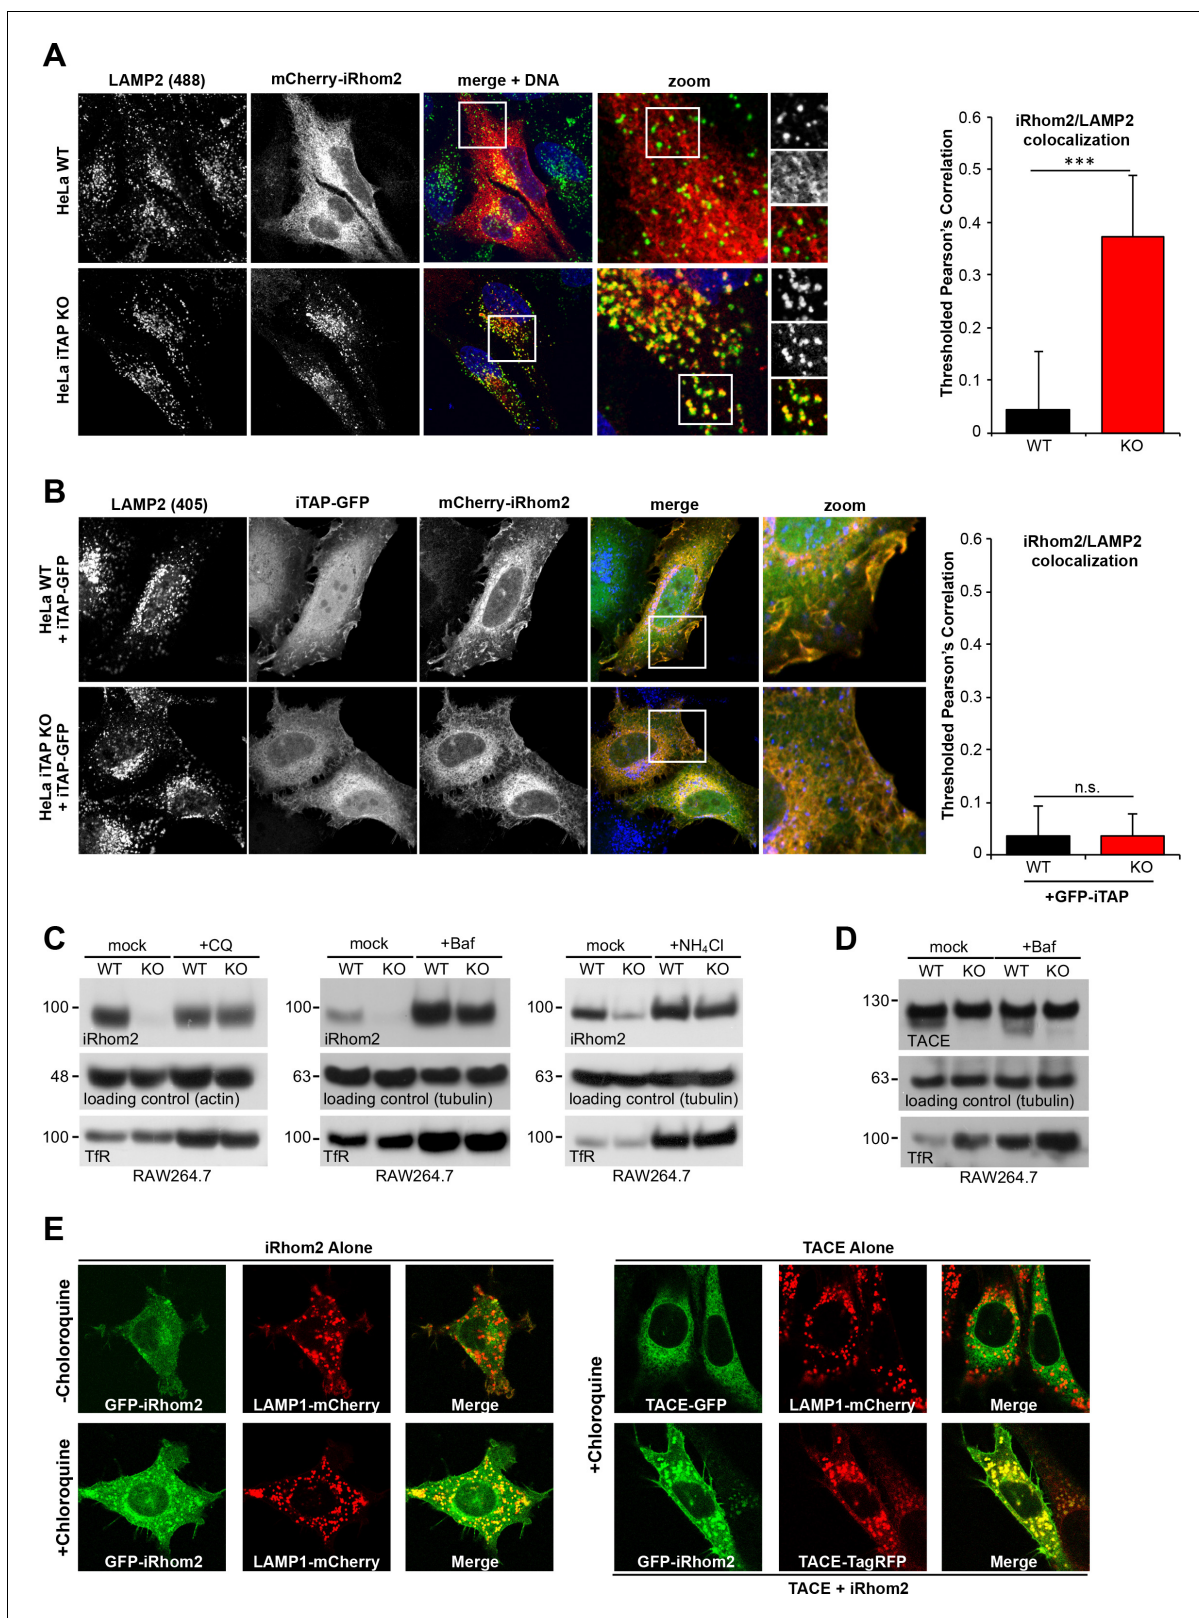 A
LAMP2 (488)
mCherry-iRhom2
merge + DNA
zoom
HeLa WT
HeLa iTAP KO
iRhom2/LAMP2
colocalization
***
Thresholded Pearson's Correlation
0.6
0.5
0.4
0.3
0.2
0.1
0
WT
KO
B
LAMP2 (405)
iTAP-GFP
mCherry-iRhom2
merge
zoom
HeLa WT
+ iTAP-GFP
HeLa iTAP KO
+ iTAP-GFP
iRhom2/LAMP2
colocalization
n.s.
Thresholded Pearson's Correlation
0.6
0.5
0.4
0.3
0.2
0.1
0
WT
KO
+GFP-iTAP
C
mock
+CQ
WT KO WT KO
100
iRhom2
48
loading control (actin)
100
TfR
RAW264.7
mock
+Baf
WT KO WT KO
100
iRhom2
63
loading control (tubulin)
100
TfR
RAW264.7
mock
+NH₄Cl
WT KO WT KO
100
iRhom2
63
loading control (tubulin)
100
TfR
RAW264.7
D
mock
+Baf
WT KO WT KO
130
TACE
63
loading control (tubulin)
100
TfR
RAW264.7
E
iRhom2 Alone
-Choloroquine
GFP-iRhom2
LAMP1-mCherry
Merge
+Chloroquine
GFP-iRhom2
LAMP1-mCherry
Merge
TACE Alone
+Chloroquine
TACE-GFP
LAMP1-mCherry
Merge
GFP-iRhom2
TACE-TagRFP
Merge
TACE + iRhom2